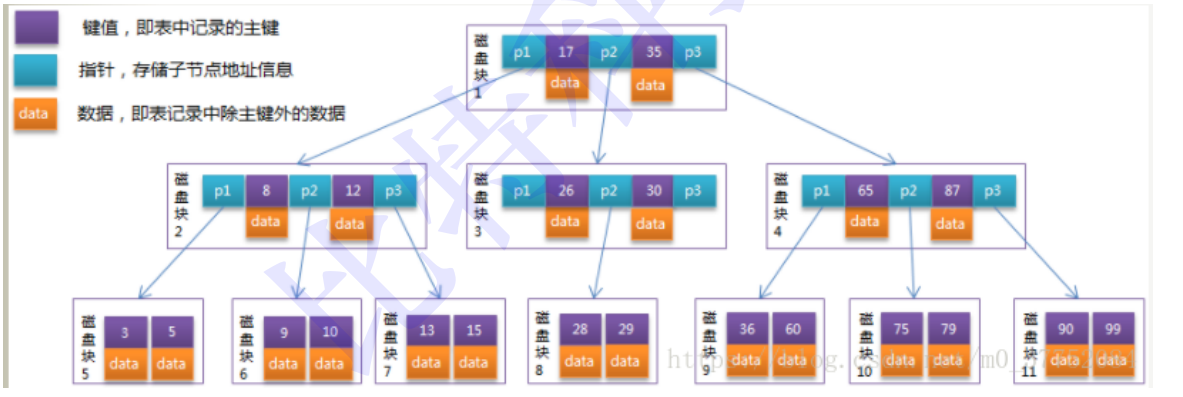 键值，即表中记录的主键
指针，存储子节点地址信息
data 数据，即表记录中除主键外的数据
磁盘块1 p1 17 p2 35 p3
data data
磁盘块2 p1 8 p2 12 p3
data data
磁盘块3 p1 26 p2 30 p3
data data
磁盘块4 p1 65 p2 87 p3
data data
磁盘块5 3 5
data data
磁盘块6 9 10
data data
磁盘块7 13 15
data data
磁盘块8 28 29
data data
磁盘块9 36 60
data data
磁盘块10 75 79
data data
磁盘块11 90 99
data data
比特科